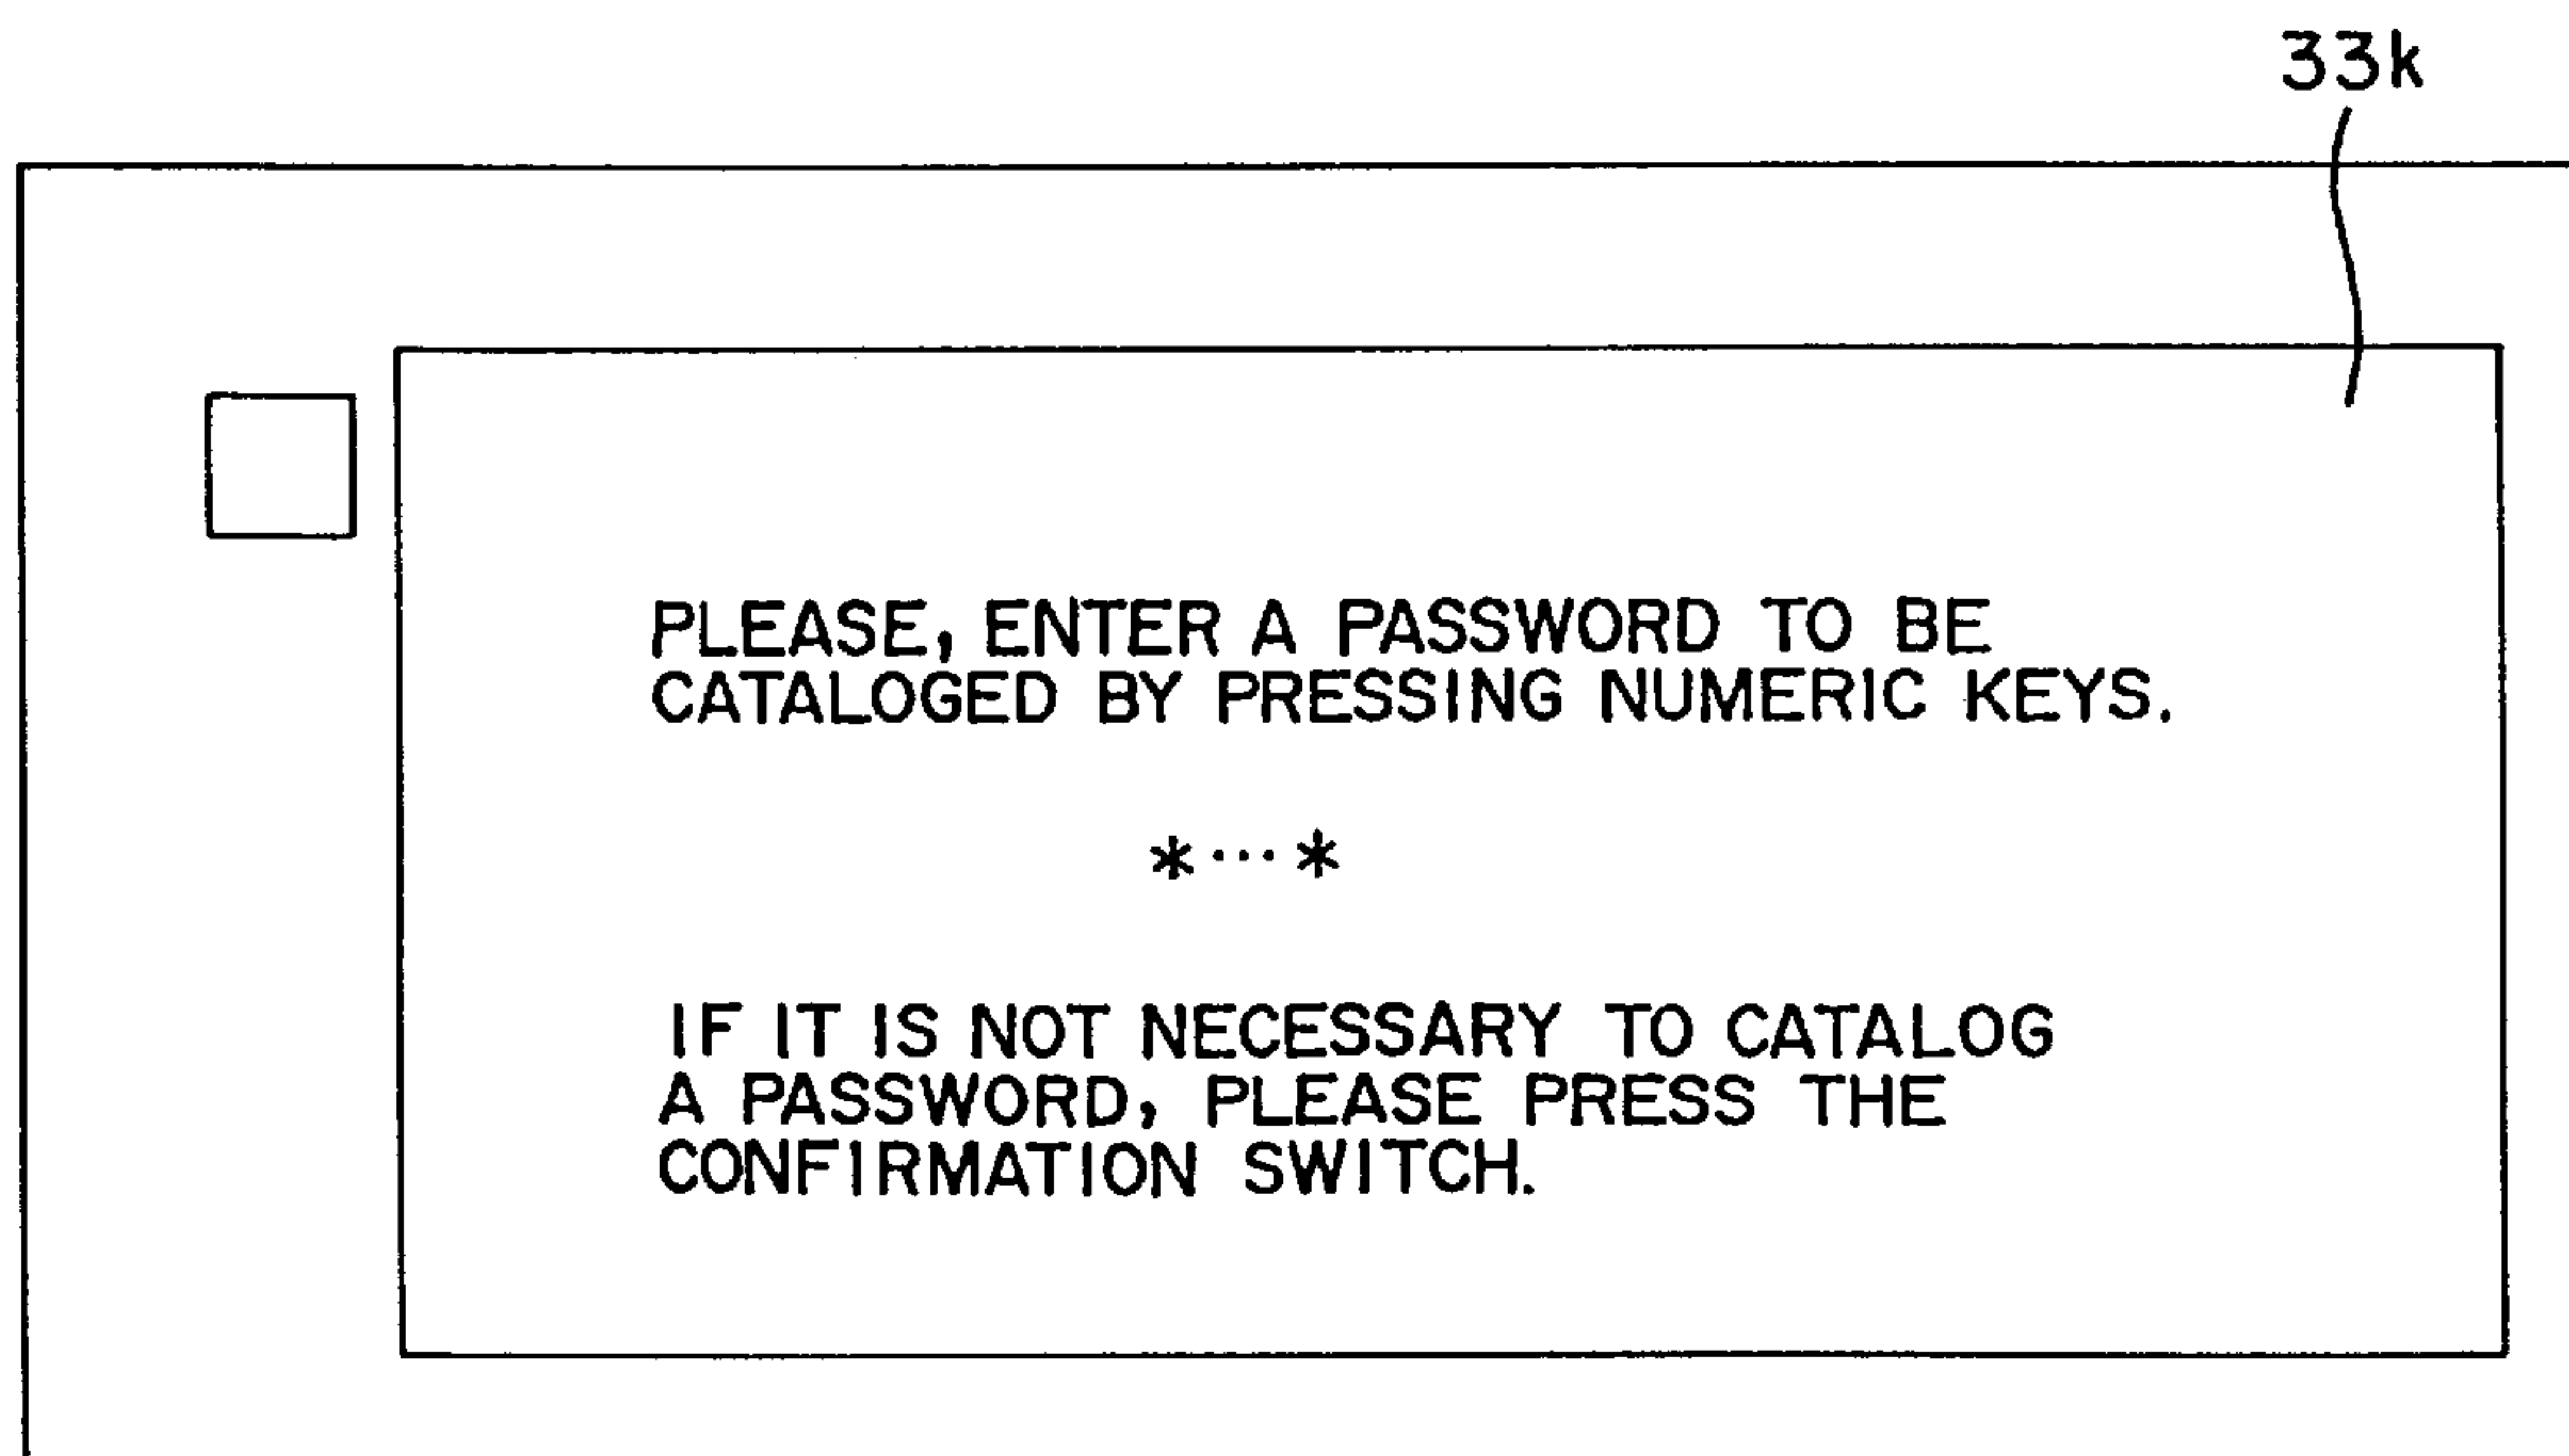 33k
PLEASE, ENTER A PASSWORD TO BE
CATALOGED BY PRESSING NUMERIC KEYS.
*···*
IF IT IS NOT NECESSARY TO CATALOG
A PASSWORD, PLEASE PRESS THE
CONFIRMATION SWITCH.